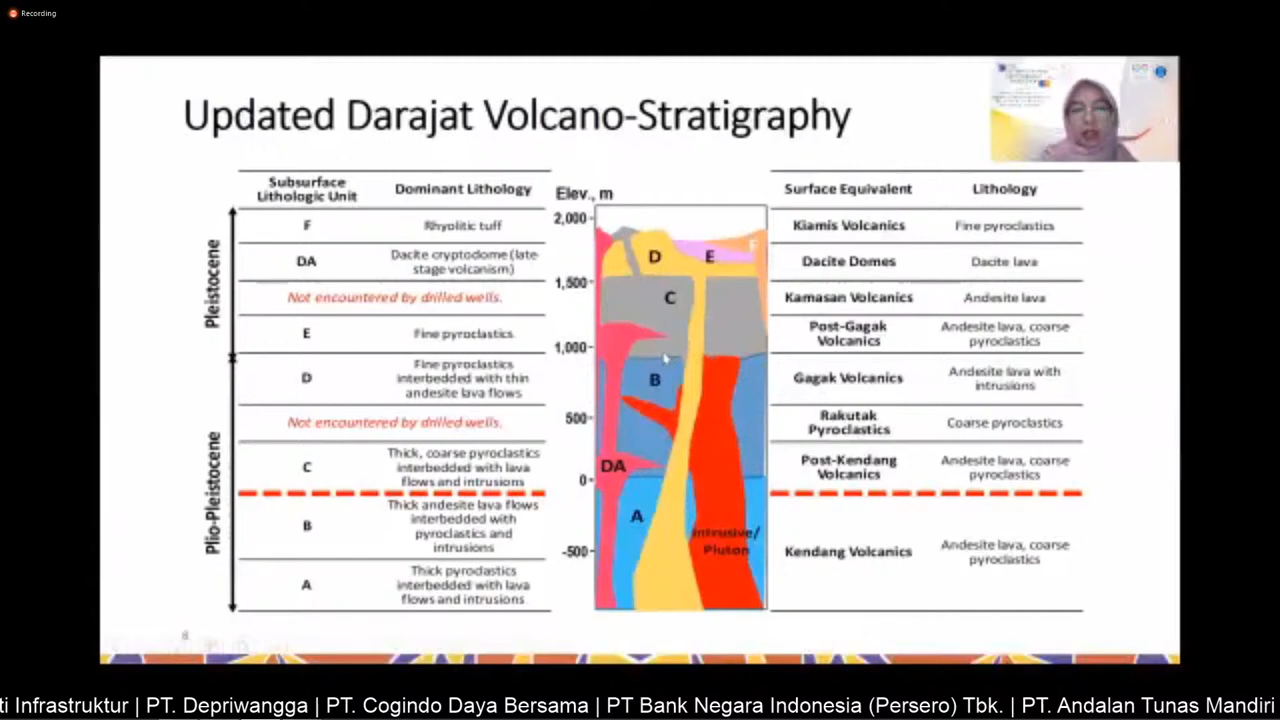 Recording
Updated Darajat Volcano-Stratigraphy
Subsurface
Lithologic Unit
Dominant Lithology
Elev., m
Surface Equivalent
Lithology
Pleistocene
F
Rhyolitic tuff
Kiamis Volcanics
Fine pyroclastics
DA
Dacite cryptodome (late
stage volcanism)
Dacite Domes
Dacite lava
Not encountered by drilled wells.
Kamasan Volcanics
Andesite lava
E
Fine pyroclastics
Post-Gagak
Volcanics
Andesite lava, coarse
pyroclastics
Plio-Pleistocene
D
Fine pyroclastics
interbedded with thin
andesite lava flows
Gagak Volcanics
Andesite lava with
intrusions
Not encountered by drilled wells.
Rakutak
Pyroclastics
Coarse pyroclastics
C
Thick, coarse pyroclastics
interbedded with lava
flows and intrusions
Post-Kendang
Volcanics
Andesite lava, coarse
pyroclastics
B
Thick andesite lava flows
interbedded with
pyroclastics and
intrusions
Kendang Volcanics
Andesite lava, coarse
pyroclastics
A
Thick pyroclastics
interbedded with lava
flows and intrusions
2,000
1,500
1,000
500
0
-500
D
E
F
C
B
DA
A
Intrusive/
Pluton
8
ti Infrastruktur | PT. Depriwangga | PT. Cogindo Daya Bersama | PT Bank Negara Indonesia (Persero) Tbk. | PT. Andalan Tunas Mandiri